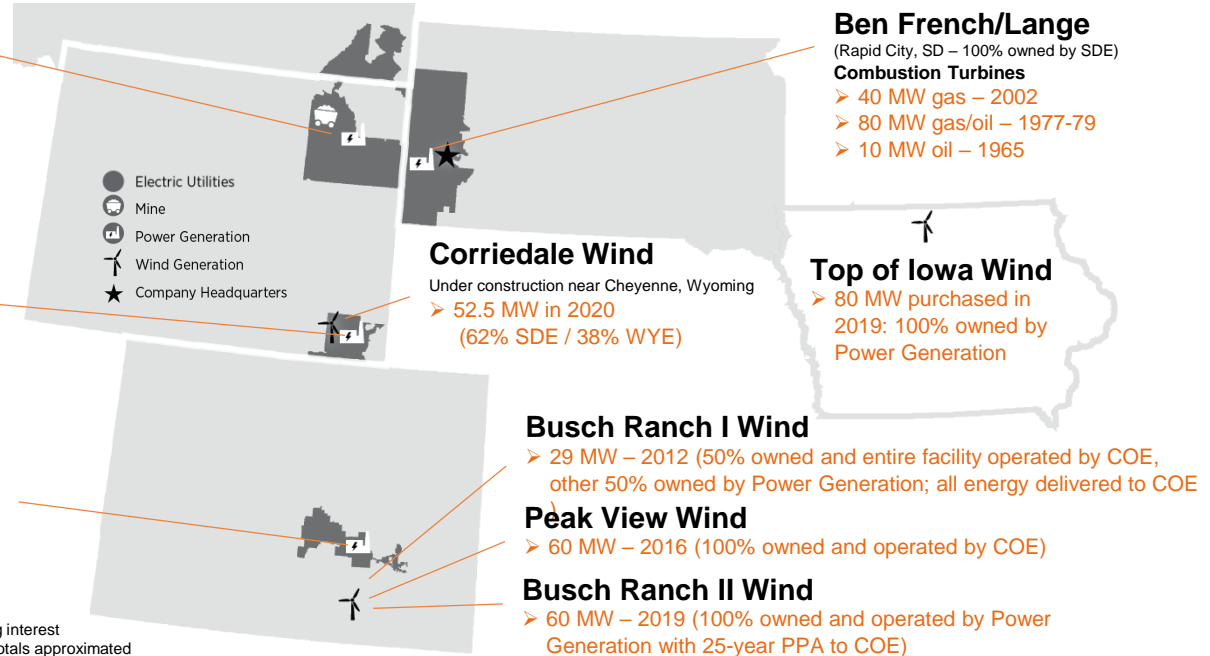 Ben French/Lange
(Rapid City, SD – 100% owned by SDE)
Combustion Turbines
➢ 40 MW gas – 2002
➢ 80 MW gas/oil – 1977-79
➢ 10 MW oil – 1965
Electric Utilities
Mine
Power Generation
Wind Generation
Company Headquarters
Corriedale Wind
Under construction near Cheyenne, Wyoming
➢ 52.5 MW in 2020
(62% SDE / 38% WYE)
Top of Iowa Wind
➢ 80 MW purchased in
2019: 100% owned by
Power Generation
Busch Ranch I Wind
➢ 29 MW – 2012 (50% owned and entire facility operated by COE,
other 50% owned by Power Generation; all energy delivered to COE
)
Peak View Wind
➢ 60 MW – 2016 (100% owned and operated by COE)
Busch Ranch II Wind
➢ 60 MW – 2019 (100% owned and operated by Power
Generation with 25-year PPA to COE)
interest
approximated